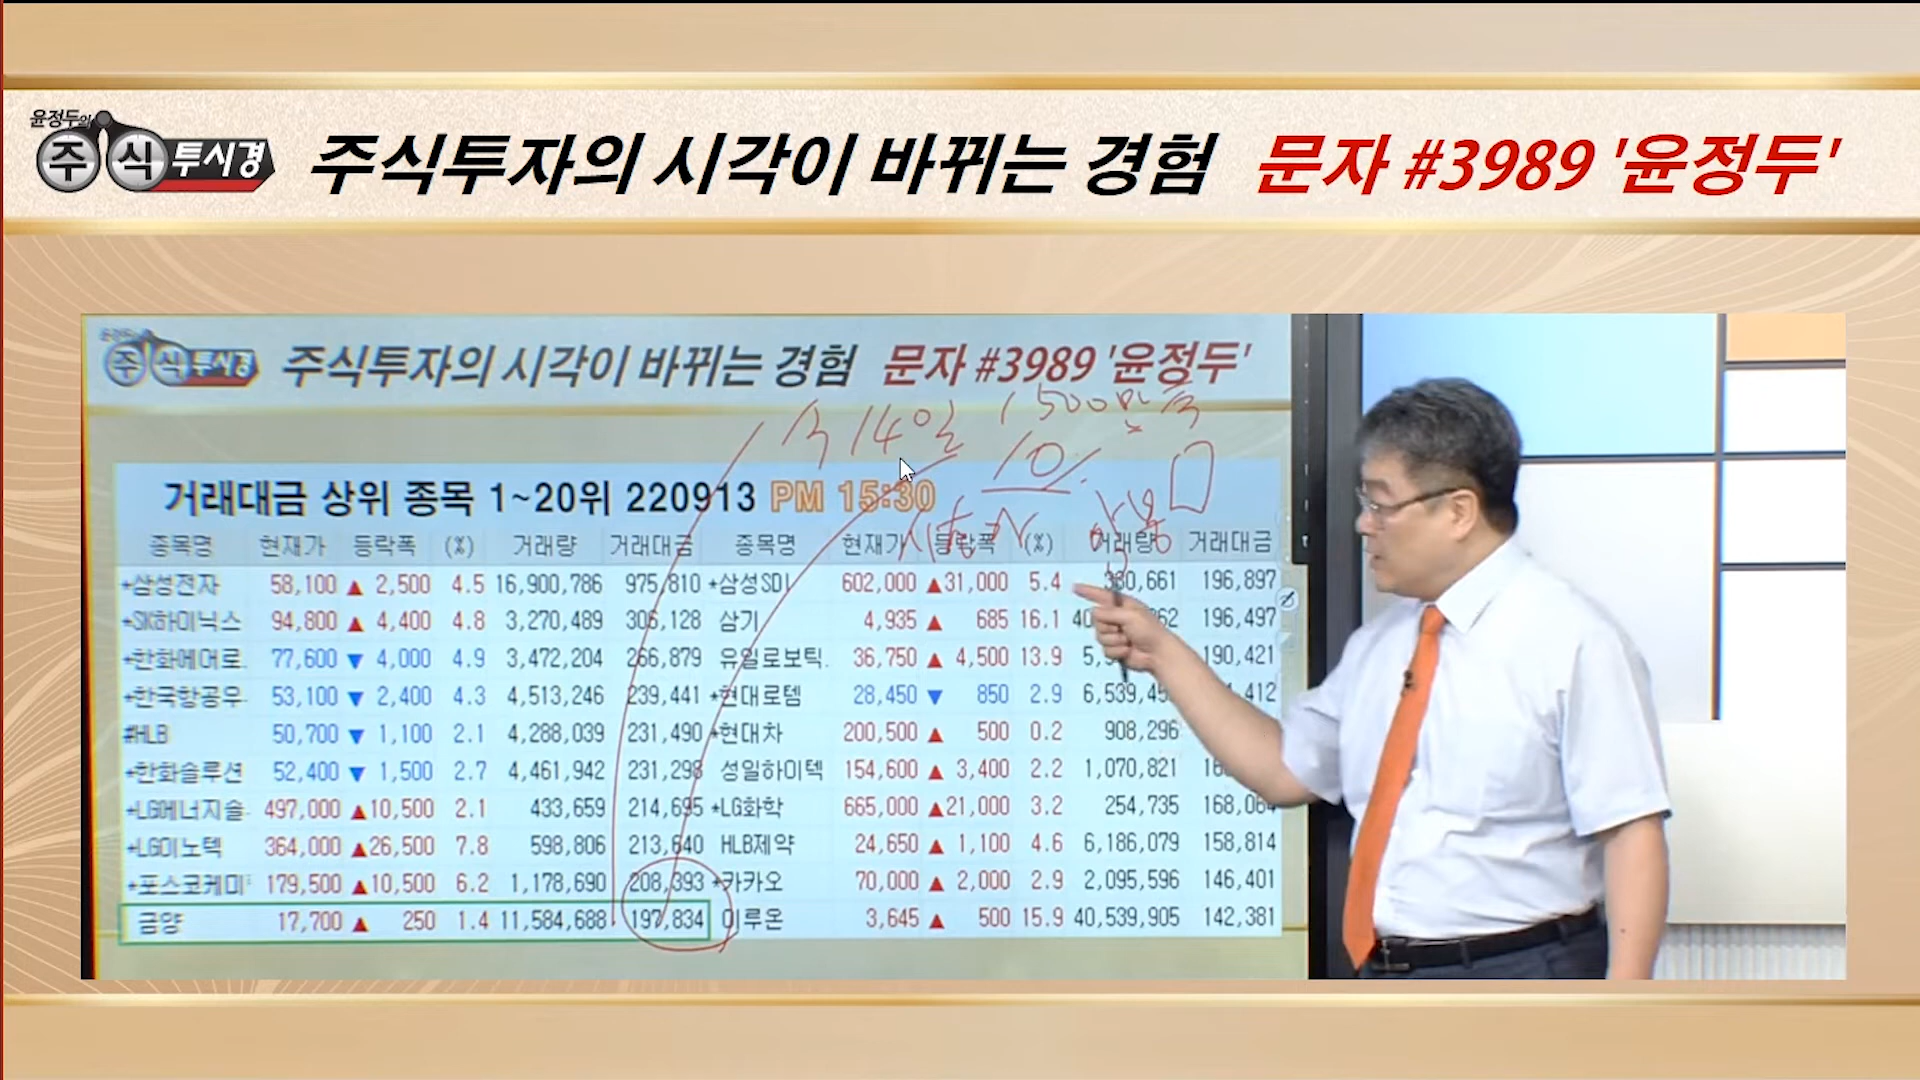 윤정두의
주식투시경
주식투자의 시각이 바뀌는 경험 문자 #3989 '윤정두'
주식투시경
주식투자의 시각이 바뀌는 경험 문자 #3989 '윤정두'
14일 1500만주
10%
거래대금 상위 종목 1~20위 220913 PM 15:30
종목명 현재가 등락폭 (%) 거래량 거래대금 종목명 현재가 등락폭 (%) 거래량 거래대금
+삼성전자 58,100 ▲ 2,500 4.5 16,900,786 975,810 +삼성SDI 602,000 ▲31,000 5.4 330,661 196,897
+SK하이닉스 94,800 ▲ 4,400 4.8 3,270,489 306,128 삼기 4,935 ▲ 685 16.1 196,497
+한화에어로. 77,600 ▼ 4,000 4.9 3,472,204 266,879 유일로보틱. 36,750 ▲ 4,500 13.9 190,421
+한국항공우. 53,100 ▼ 2,400 4.3 4,513,246 239,441 +현대로템 28,450 ▼ 850 2.9
#HLB 50,700 ▼ 1,100 2.1 4,288,039 231,490 +현대차 200,500 ▲ 500 0.2 908,296
+한화솔루션 52,400 ▼ 1,500 2.7 4,461,942 231,298 성일하이텍 154,600 ▲ 3,400 2.2 1,070,821
+LG에너지솔. 497,000 ▲10,500 2.1 433,659 214,695 +LG화학 665,000 ▲21,000 3.2 254,735 168,064
+LG이노텍 364,000 ▲26,500 7.8 598,806 213,640 HLB제약 24,650 ▲ 1,100 4.6 6,186,079 158,814
+포스코케미 179,500 ▲10,500 6.2 1,178,690 208,393 +카카오 70,000 ▲ 2,000 2.9 2,095,596 146,401
금양 17,700 ▲ 250 1.4 11,584,688 197,834 이루온 3,645 ▲ 500 15.9 40,539,905 142,381